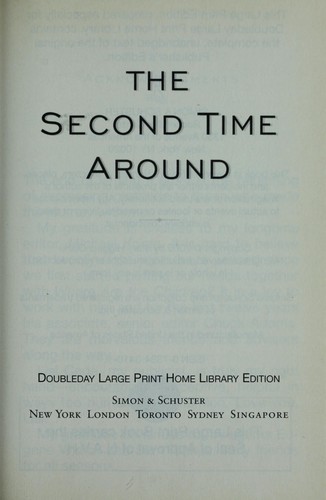 THE
SECOND TIME
AROUND
DOUBLEDAY LARGE PRINT HOME LIBRARY EDITION
SIMON & SCHUSTER
NEW YORK LONDON TORONTO SYDNEY SINGAPORE